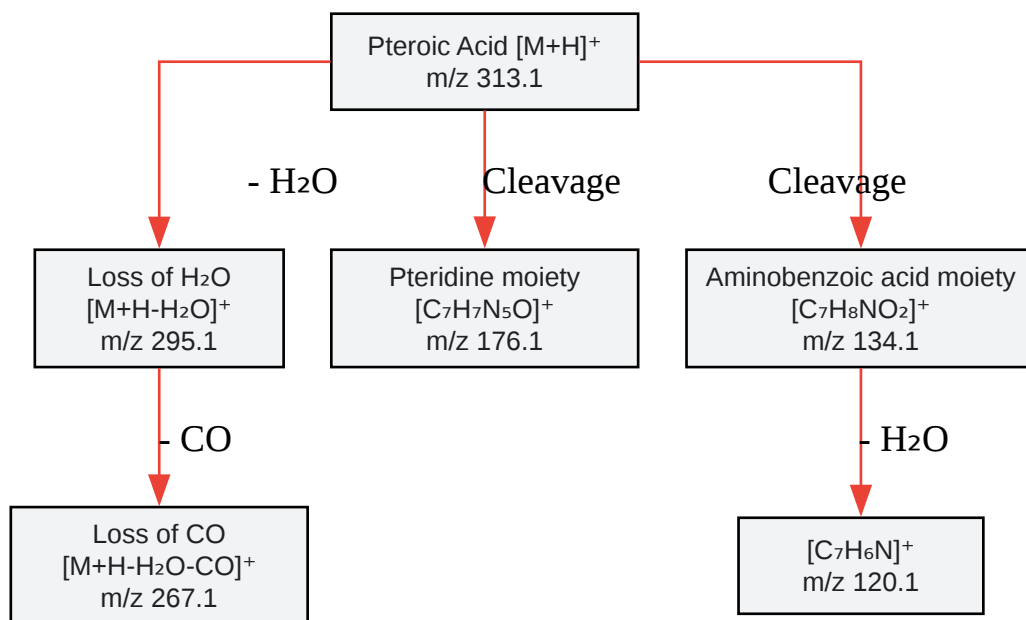 Pteroic Acid [M+H]⁺
m/z 313.1
- H₂O
Cleavage
Cleavage
Loss of H₂O
[M+H-H₂O]⁺
m/z 295.1
Pteridine moiety
[C₇H₇N₅O]⁺
m/z 176.1
Aminobenzoic acid moiety
[C₇H₈NO₂]⁺
m/z 134.1
- CO
- H₂O
Loss of CO
[M+H-H₂O-CO]⁺
m/z 267.1
[C₇H₆N]⁺
m/z 120.1